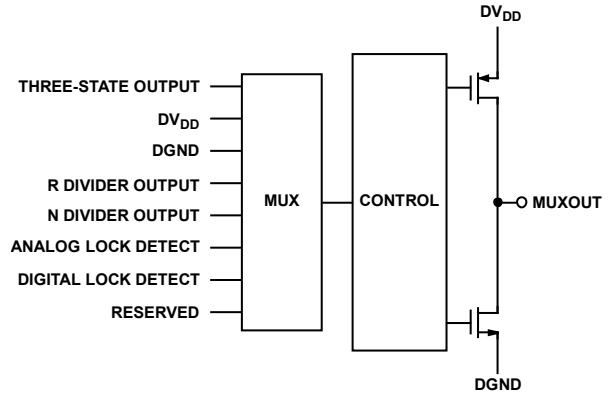 DVDD
THREE-STATE OUTPUT
DVDD
DGND
R DIVIDER OUTPUT
N DIVIDER OUTPUT
ANALOG LOCK DETECT
DIGITAL LOCK DETECT
RESERVED
MUX
CONTROL
MUXOUT
DGND